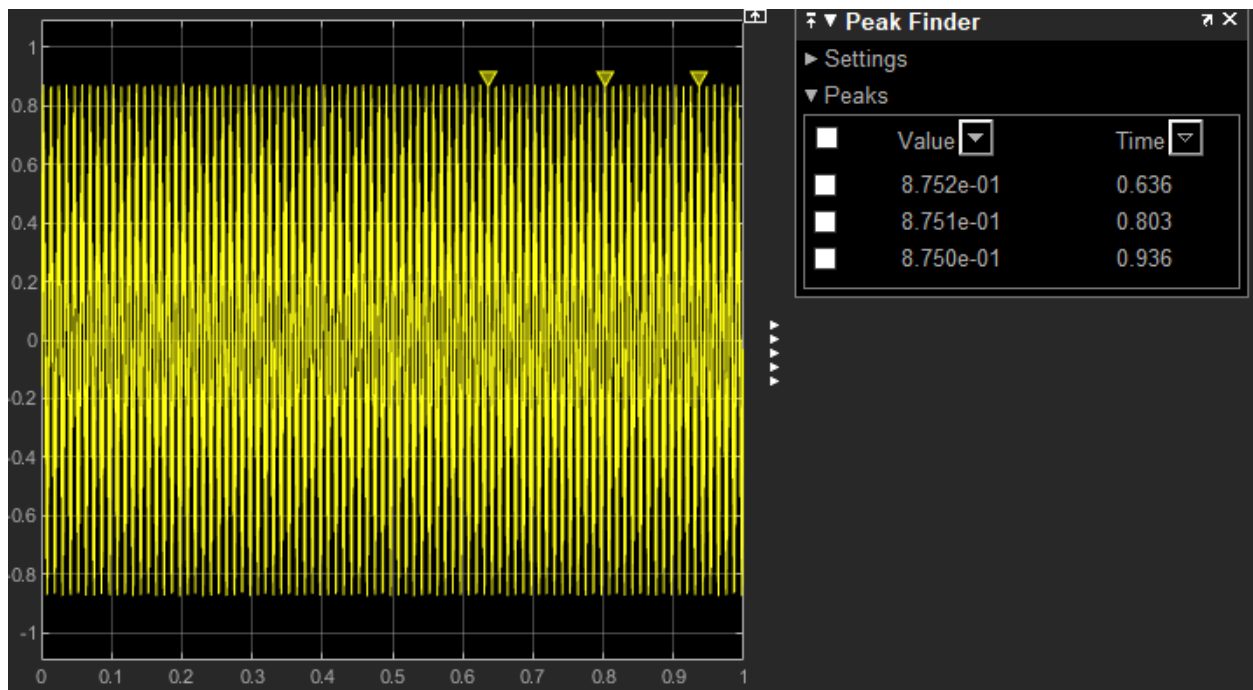 1
0.8
0.6
0.4
0.2
0
-0.2
-0.4
-0.6
-0.8
-1
0 0.1 0.2 0.3 0.4 0.5 0.6 0.7 0.8 0.9 1
Peak Finder
Settings
Peaks
Value Time
8.752e-01 0.636
8.751e-01 0.803
8.750e-01 0.936